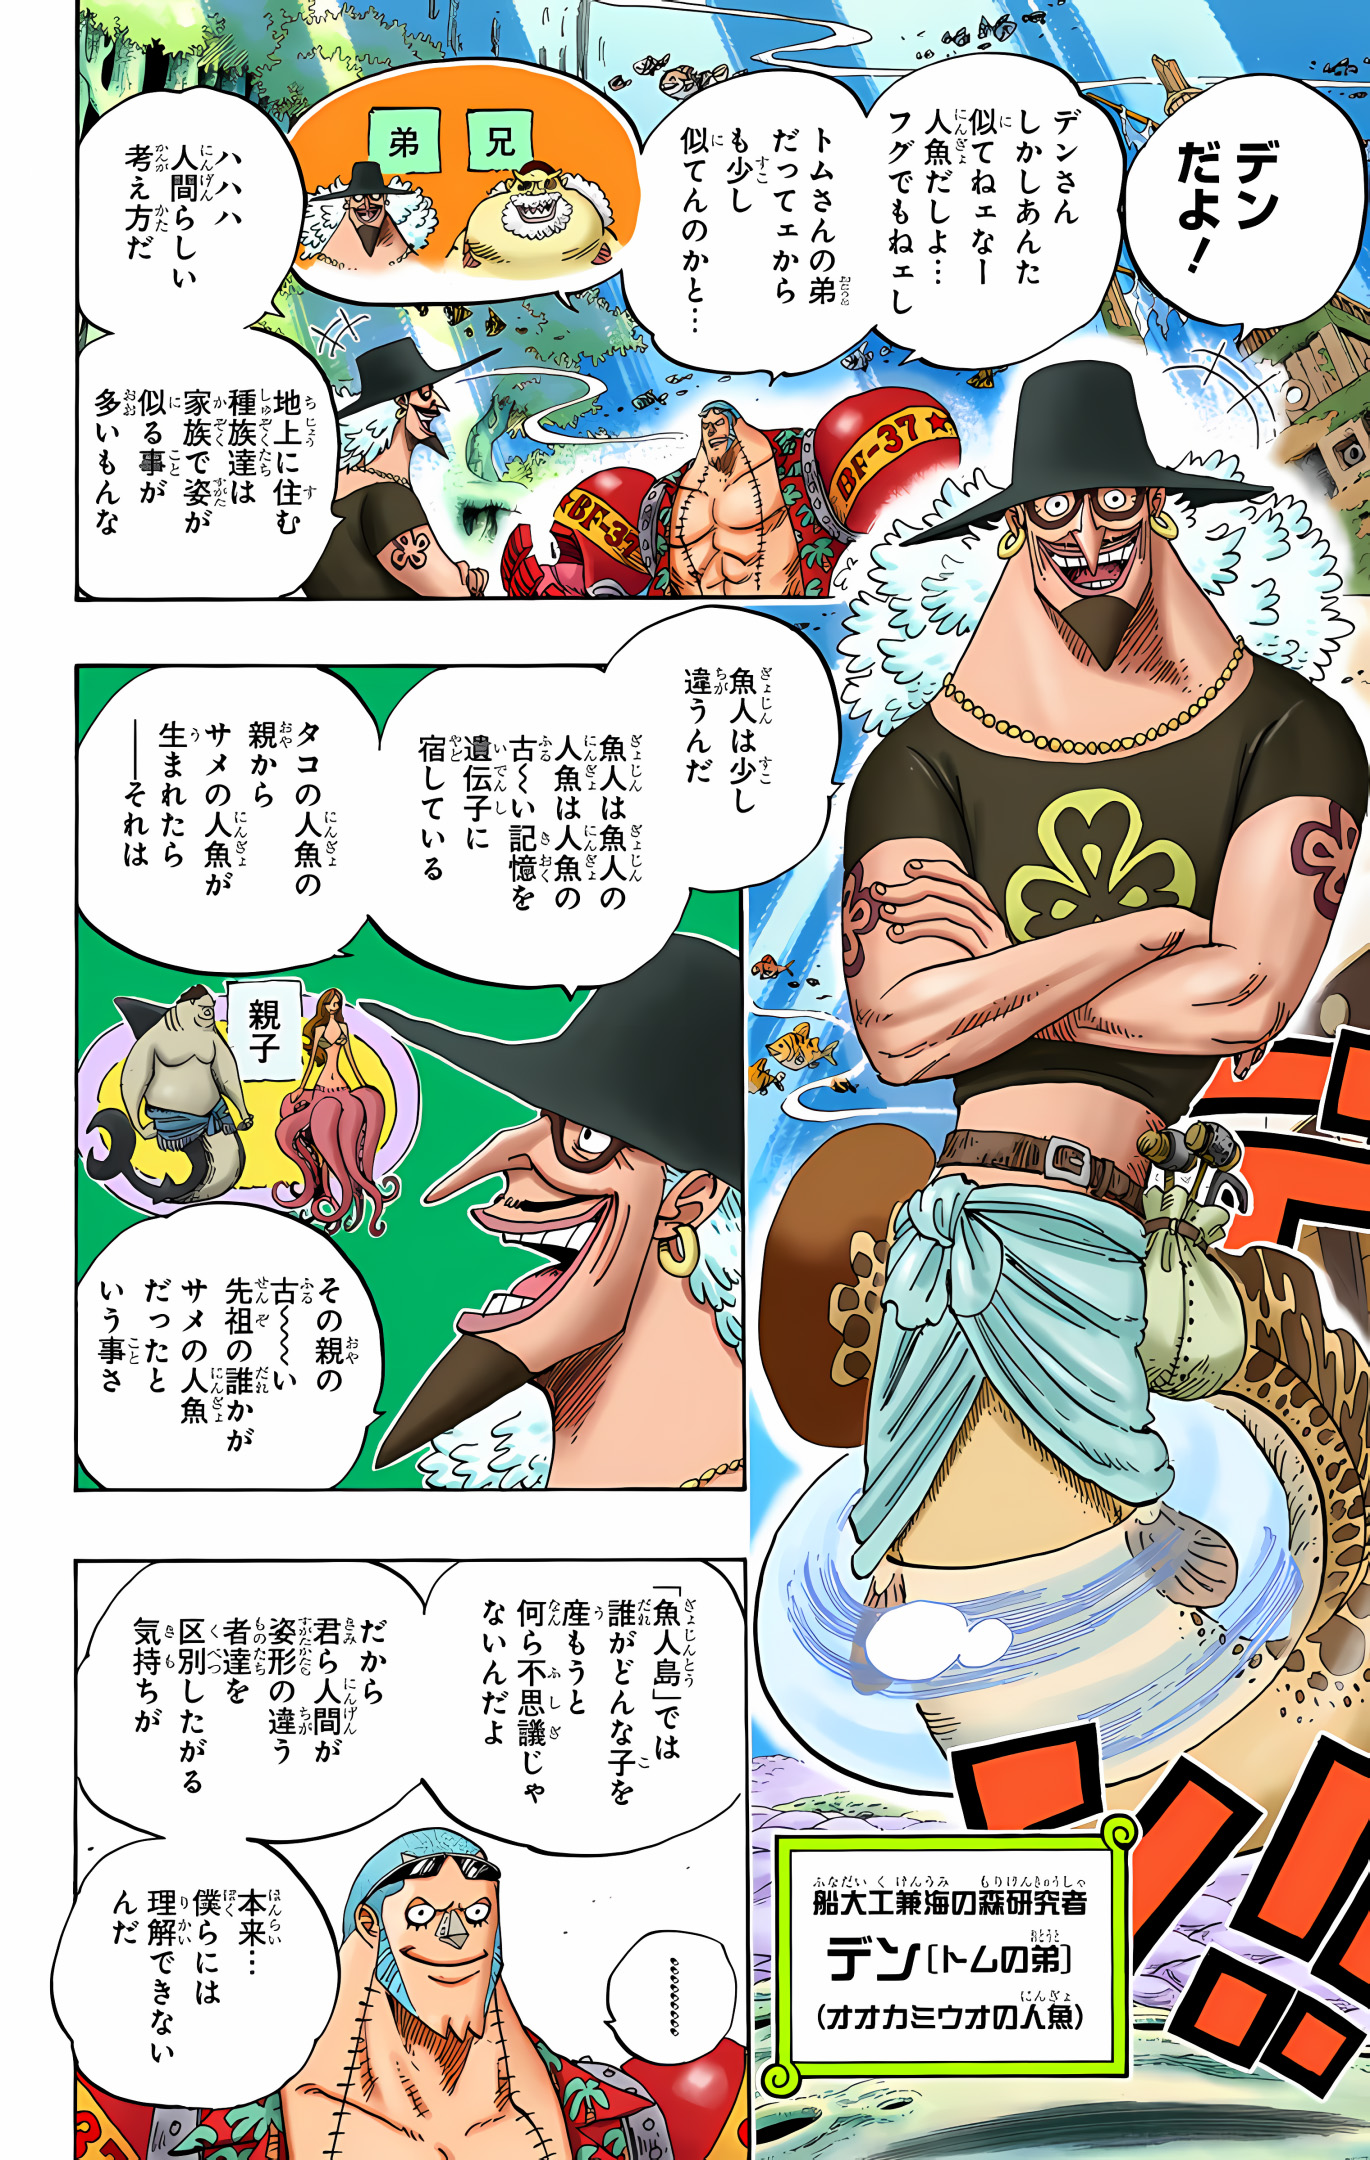 デン
だよ!
デンさん
しかしあんた
似てねェなー
人魚だしよ…
フグでもねェし
トムさんの弟
だってェから
も少し
似てんのかと…
兄
弟
ハハハ
人間らしい
考え方だ
地上に住む
種族達は
家族で姿が
似る事が
多いもんな
BF-37
BF-37
魚人は少し
違うんだ
魚人は魚人の
人魚は人魚の
古〜い記憶を
遺伝子に
宿している
タコの人魚の
親から
サメの人魚が
生まれたら
――それは
親子
その親の
古〜〜〜い
先祖の誰かが
サメの人魚
だったと
いう事さ
デン!!
船大工兼海の森研究者
デン[トムの弟]
(オオカミウオの人魚)
「魚人島」では
誰がどんな子を
産もうと
何ら不思議じゃ
ないんだよ
だから
君ら人間が
姿形の違う
者達を
区別したがる
気持ちが
本来…
僕らには
理解できない
んだ
………